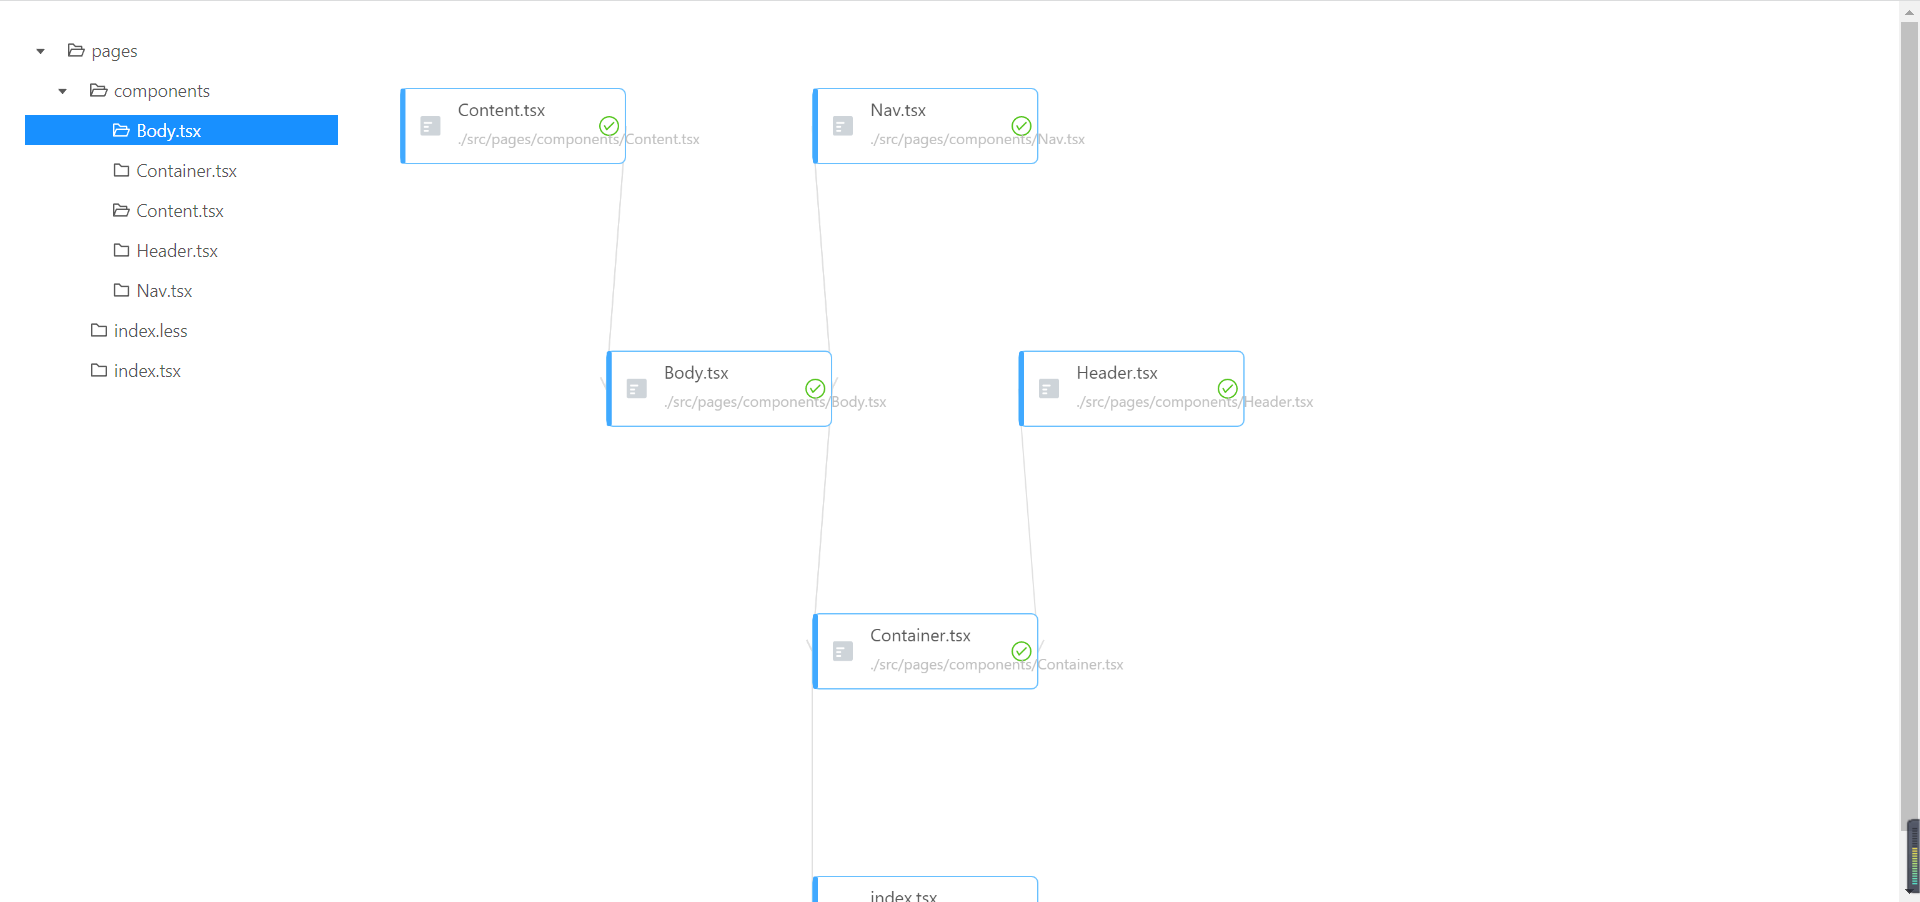 pages
components
Body.tsx
Container.tsx
Content.tsx
Header.tsx
Nav.tsx
index.less
index.tsx
Content.tsx
./src/pages/components/Content.tsx
Nav.tsx
./src/pages/components/Nav.tsx
Body.tsx
./src/pages/components/Body.tsx
Header.tsx
./src/pages/components/Header.tsx
Container.tsx
./src/pages/components/Container.tsx
index.tsx